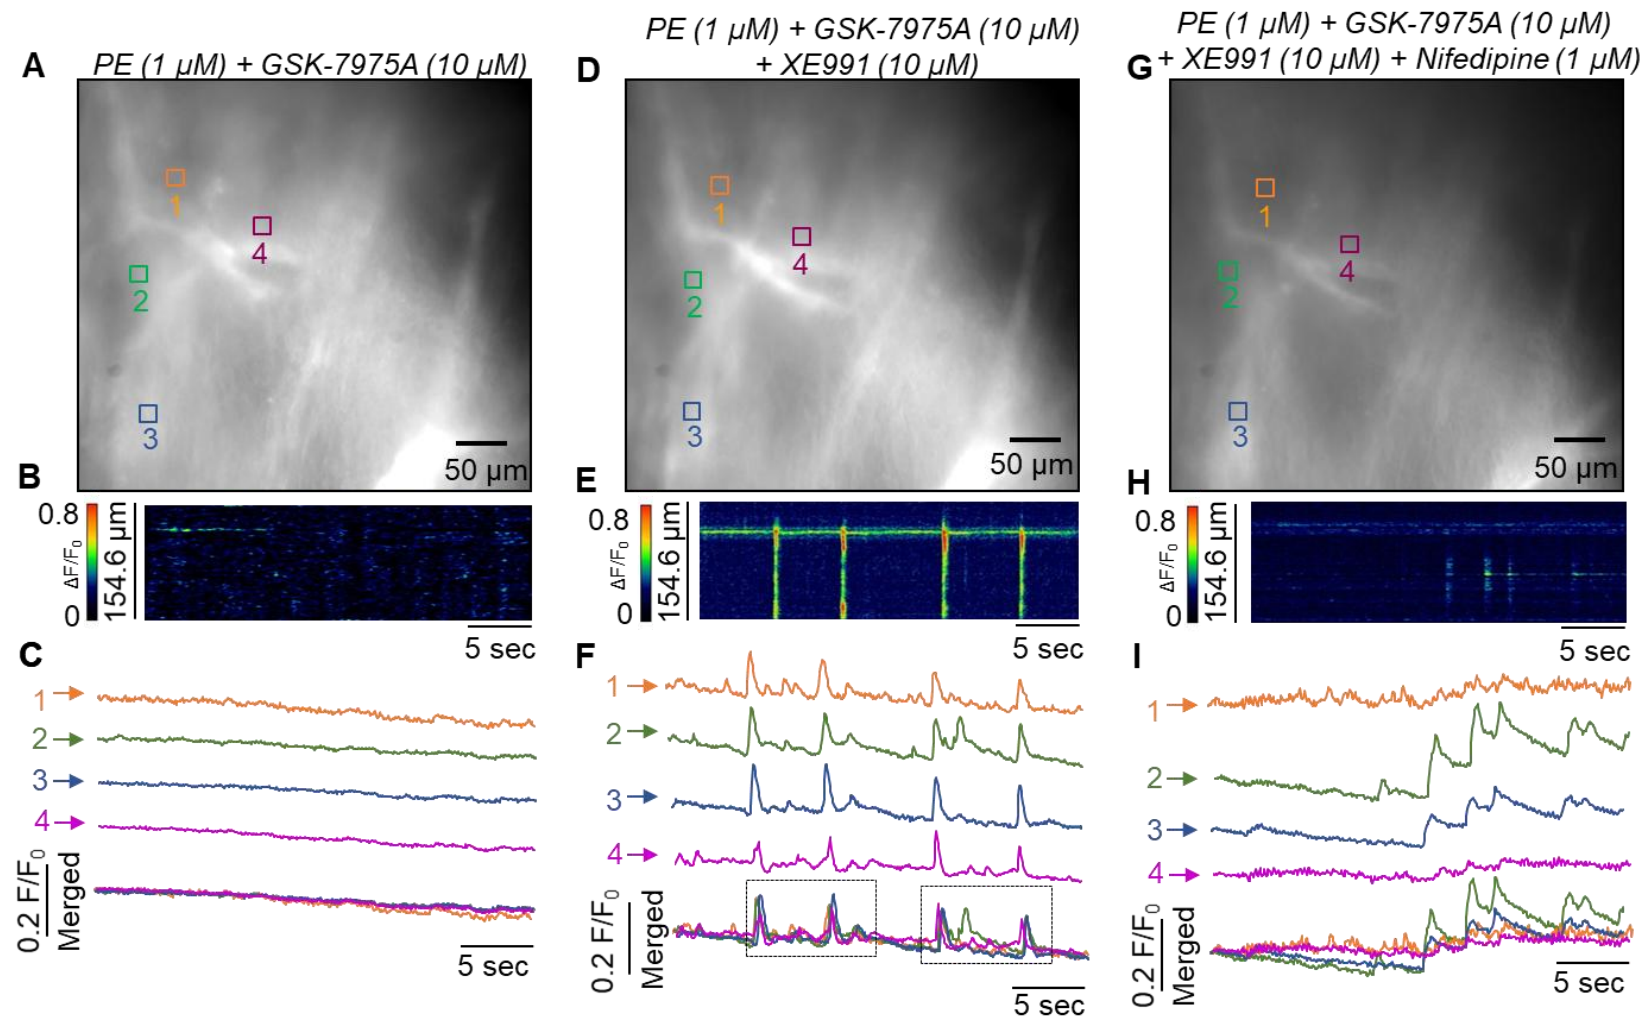 A
PE (1 µM) + GSK-7975A (10 µM)
1
4
2
3
50 µm
B
0.8
ΔF/F0
0
154.6 µm
5 sec
C
1
2
3
4
0.2 F/F0
Merged
5 sec
D
PE (1 µM) + GSK-7975A (10 µM)
+ XE991 (10 µM)
1
4
2
3
50 µm
E
0.8
ΔF/F0
0
154.6 µm
5 sec
F
1
2
3
4
0.2 F/F0
Merged
5 sec
G
PE (1 µM) + GSK-7975A (10 µM)
+ XE991 (10 µM) + Nifedipine (1 µM)
1
4
2
3
50 µm
H
0.8
ΔF/F0
0
154.6 µm
5 sec
I
1
2
3
4
0.2 F/F0
Merged
5 sec